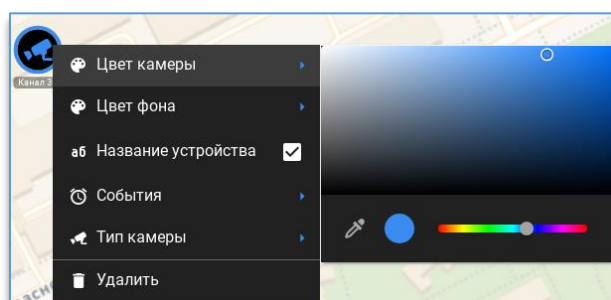 Канал 3
Цвет камеры
Цвет фона
аб Название устройства
События
Тип камеры
Удалить